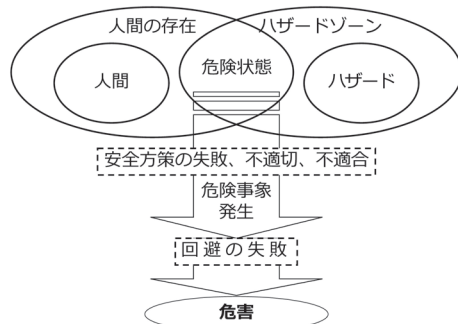 人間の存在
ハザードゾーン
人間
危険状態
ハザード
安全方策の失敗、不適切、不適合
危険事象
発生
回避の失敗
危害